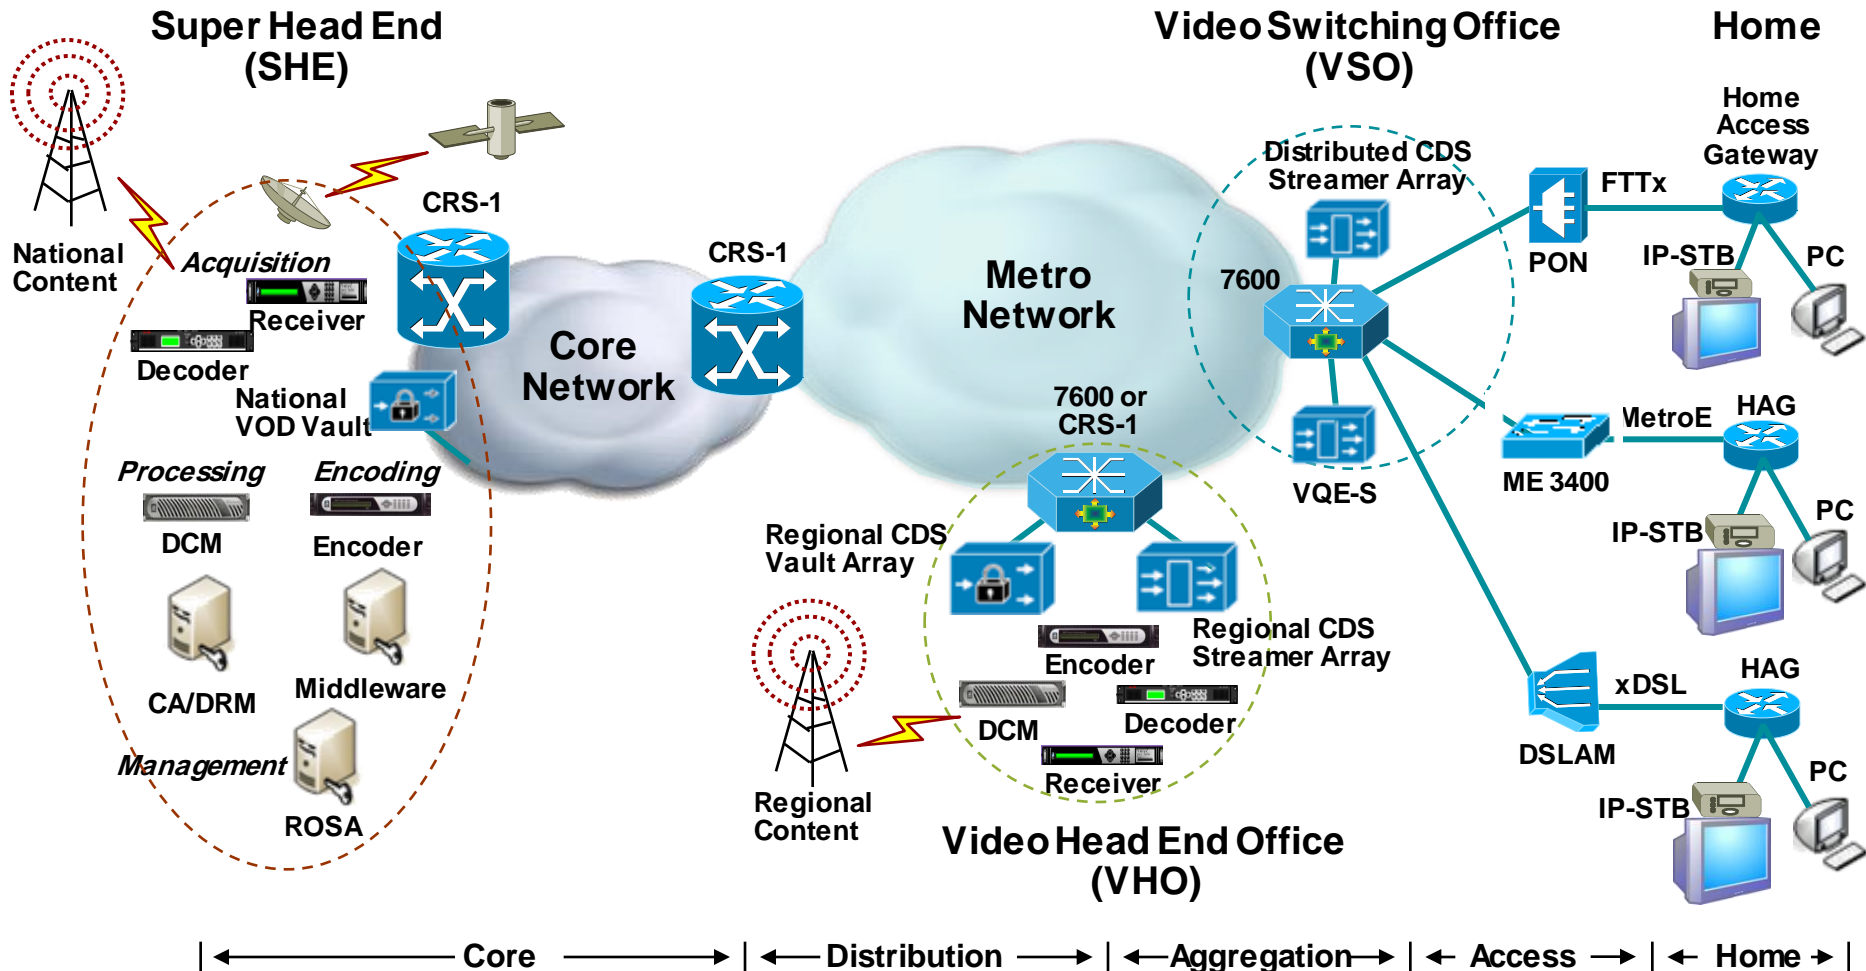 Super Head End
(SHE)
Video Switching Office
(VSO)
Home
National
Content
Acquisition
Receiver
Decoder
CRS-1
National
VOD Vault
Processing
Encoding
DCM
Encoder
CA/DRM
Middleware
Management
ROSA
Core
Network
CRS-1
Metro
Network
7600 or
CRS-1
Regional CDS
Vault Array
Regional CDS
Streamer Array
Encoder
DCM
Decoder
Receiver
Regional
Content
Video Head End Office
(VHO)
Distributed CDS
Streamer Array
7600
VQE-S
PON
FTTx
Home
Access
Gateway
IP-STB
PC
ME 3400
MetroE
HAG
IP-STB
PC
DSLAM
xDSL
HAG
IP-STB
PC
Core
Distribution
Aggregation
Access
Home